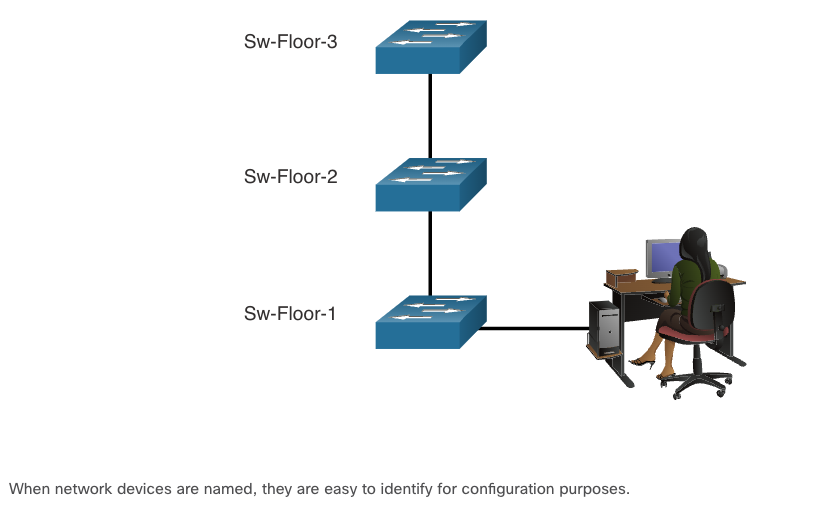 Sw-Floor-3
Sw-Floor-2
Sw-Floor-1
When network devices are named, they are easy to identify for configuration purposes.